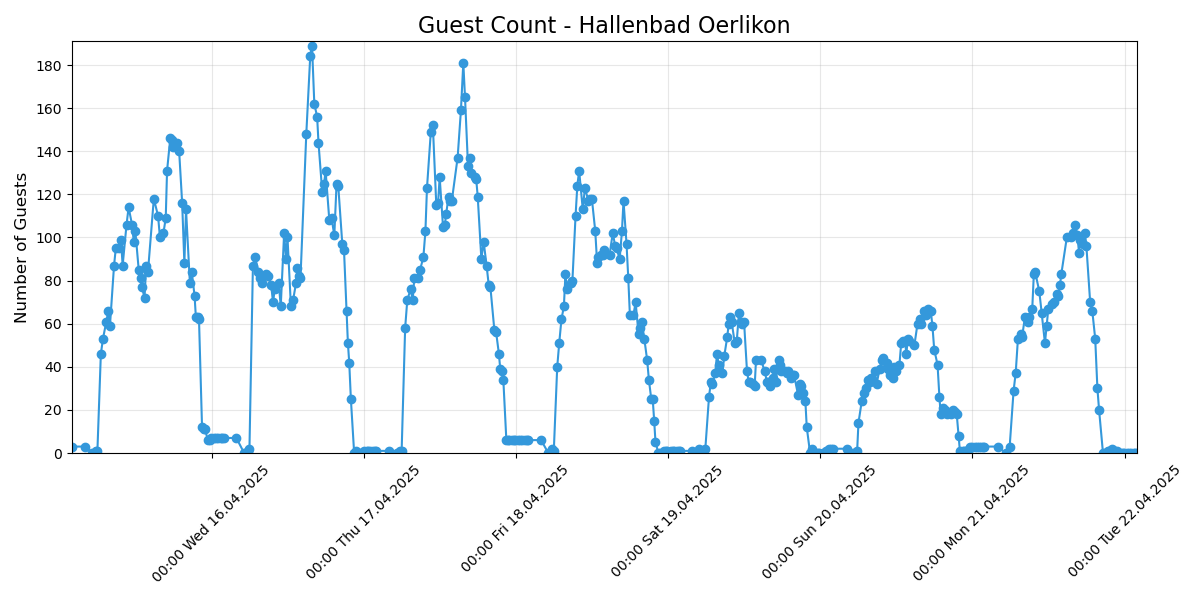 Guest Count - Hallenbad Oerlikon
Number of Guests
180
160
140
120
100
80
60
40
20
0
00:00 Wed 16.04.2025
00:00 Thu 17.04.2025
00:00 Fri 18.04.2025
00:00 Sat 19.04.2025
00:00 Sun 20.04.2025
00:00 Mon 21.04.2025
00:00 Tue 22.04.2025